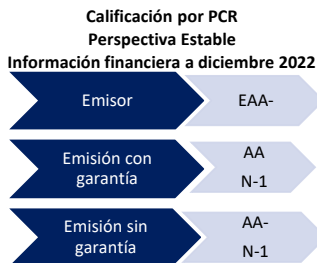 Calificación por PCR
Perspectiva Estable
Información financiera a diciembre 2022
Emisor
EAA-
Emisión con
garantía
AA
N-1
Emisión sin
garantía
AA-
N-1